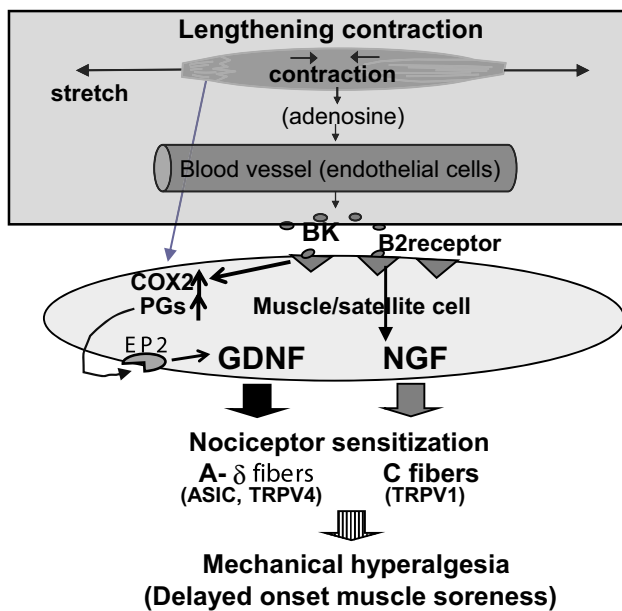 Lengthening contraction
contraction
stretch
(adenosine)
Blood vessel (endothelial cells)
BK
B2receptor
COX2
PGs
Muscle/satellite cell
EP2
GDNF
NGF
Nociceptor sensitization
A- δ fibers
C fibers
(ASIC, TRPV4)
(TRPV1)
Mechanical hyperalgesia
(Delayed onset muscle soreness)